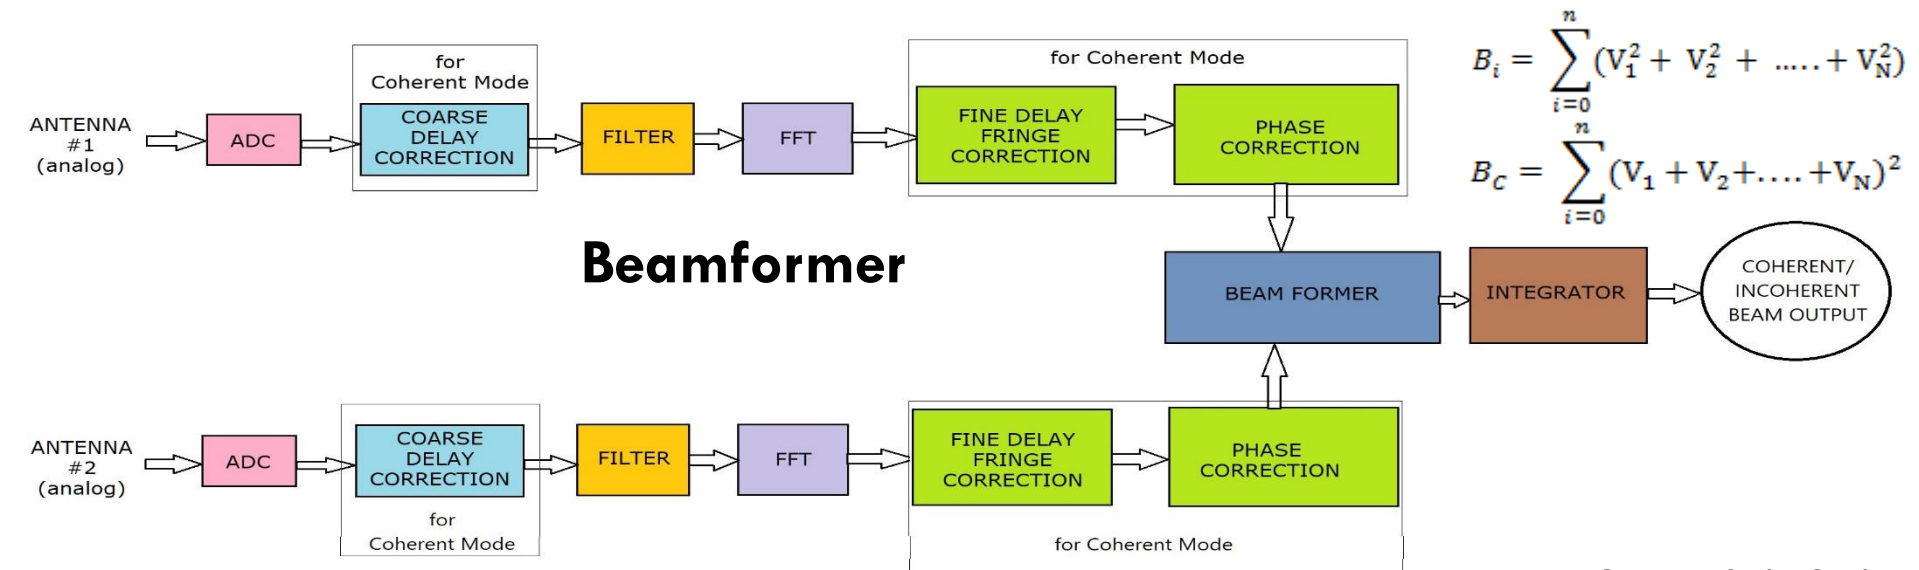 for
Coherent Mode
ANTENNA
#1
(analog)
ADC
COARSE
DELAY
CORRECTION
FILTER
FFT
for Coherent Mode
FINE DELAY
FRINGE
CORRECTION
PHASE
CORRECTION
B_i = \sum_{i=0}^{n} (V_1^2 + V_2^2 + ..... + V_N^2)
B_C = \sum_{i=0}^{n} (V_1 + V_2+....+V_N)^2
Beamformer
BEAM FORMER
INTEGRATOR
COHERENT/
INCOHERENT
BEAM OUTPUT
ANTENNA
#2
(analog)
ADC
COARSE
DELAY
CORRECTION
for
Coherent Mode
FILTER
FFT
FINE DELAY
FRINGE
CORRECTION
PHASE
CORRECTION
for Coherent Mode